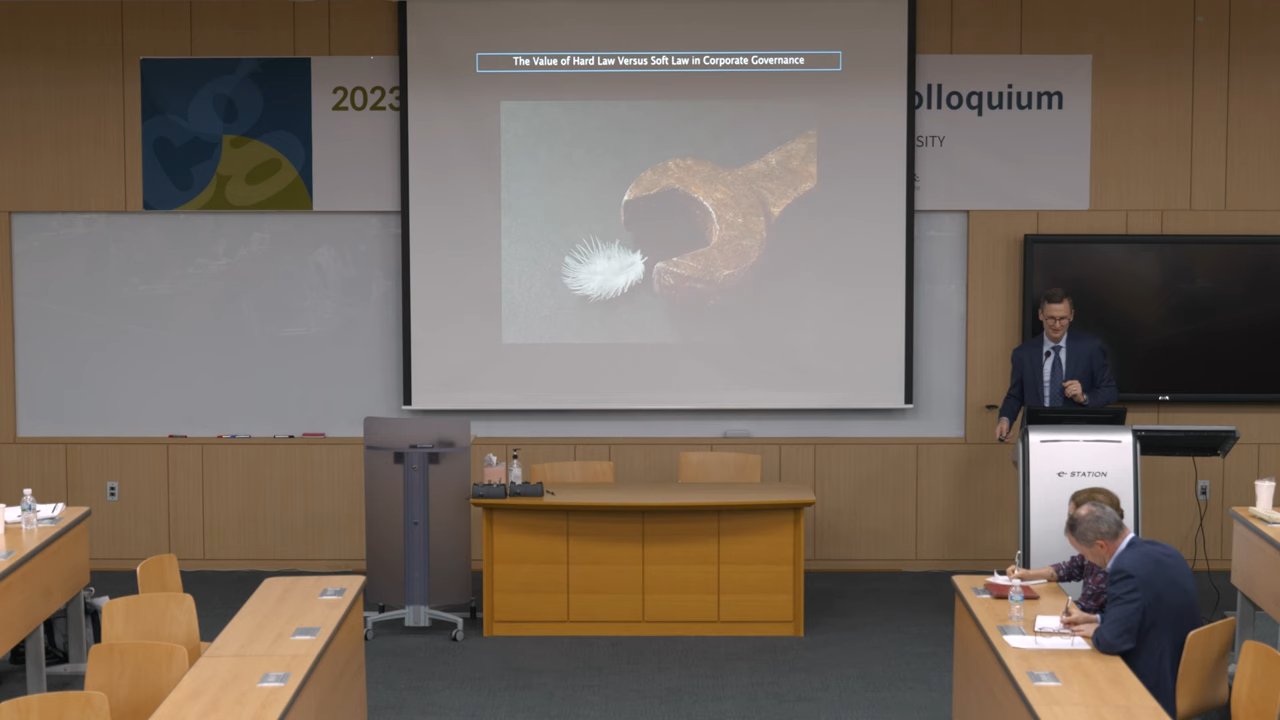 The Value of Hard Law Versus Soft Law in Corporate Governance
2023
olloquium
SITY
e-STATION